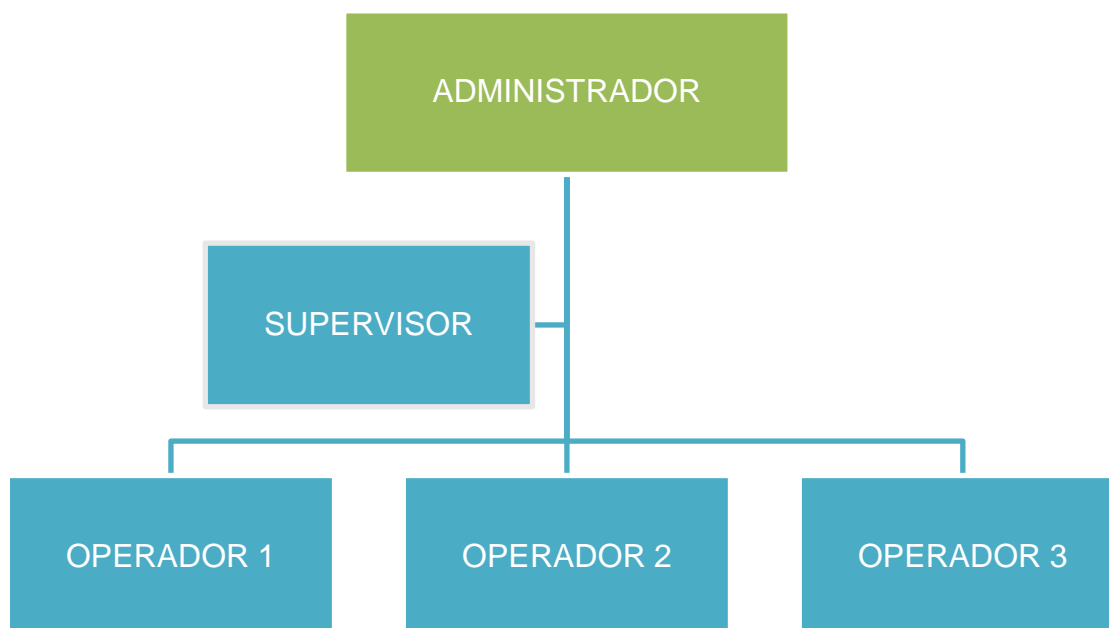 ADMINISTRADOR
SUPERVISOR
OPERADOR 1
OPERADOR 2
OPERADOR 3